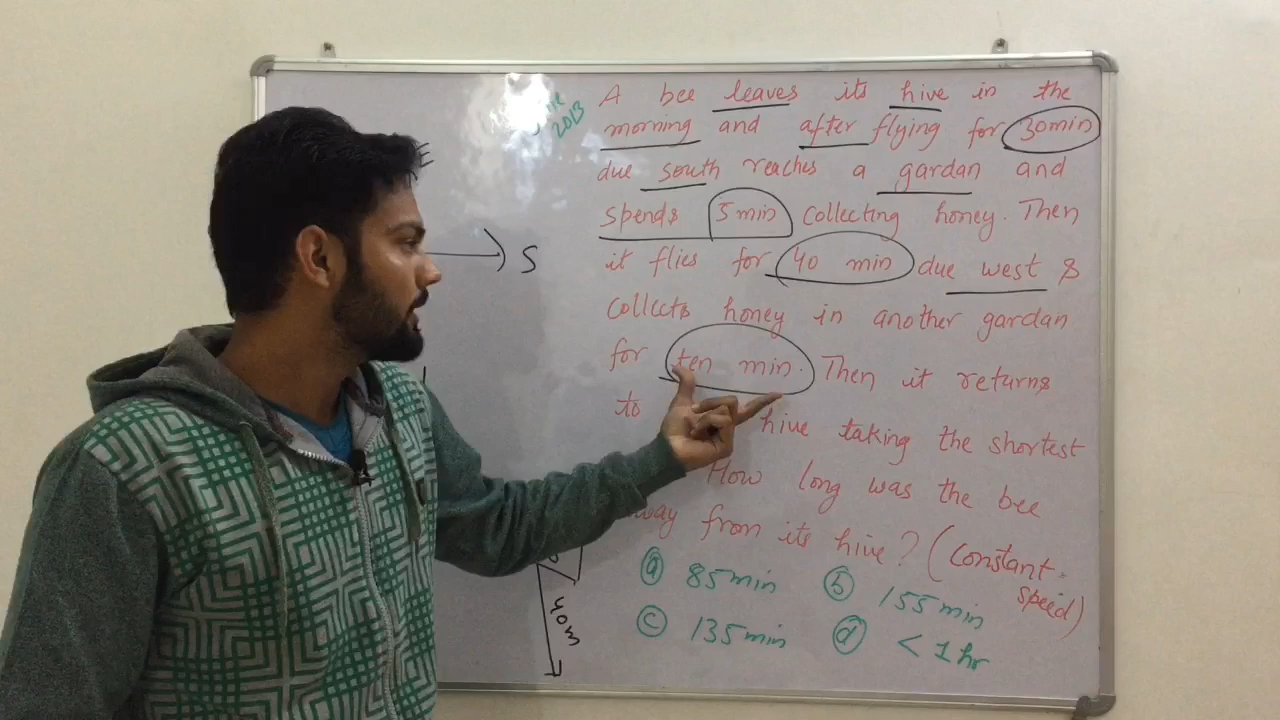 2013
A bee leaves its hive in the
morning and after flying for 30min
due south reaches a gardan and
spends 5min collecting honey. Then
it flies for 40 min due west &
collects honey in another gardan
for ten min. Then it returns
to hive taking the shortest
How long was the bee
away from its hive? (Constant
speed)
(a) 85min (b) 155min
(c) 135min (d) < 1hr
E
S
40m